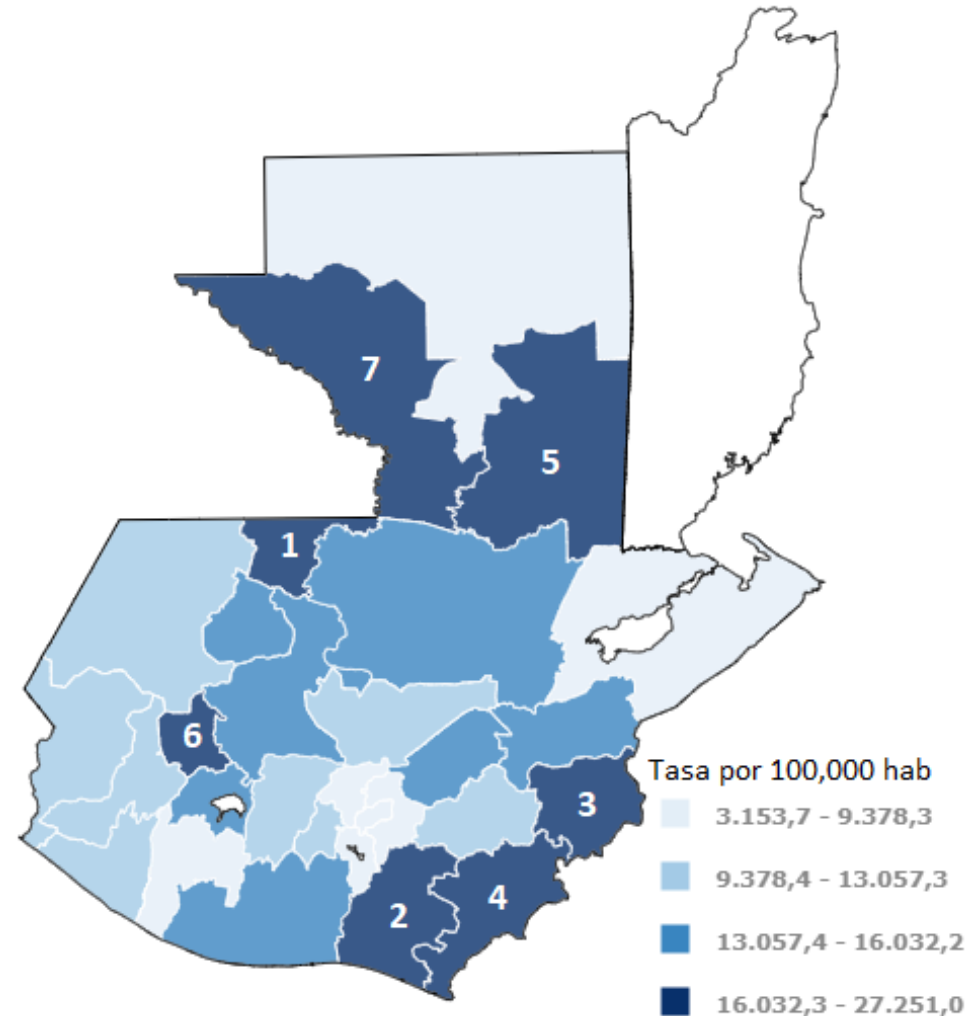 7
5
1
6
3
4
2
Tasa por 100,000 hab
3.153,7 - 9.378,3
9.378,4 - 13.057,3
13.057,4 - 16.032,2
16.032,3 - 27.251,0